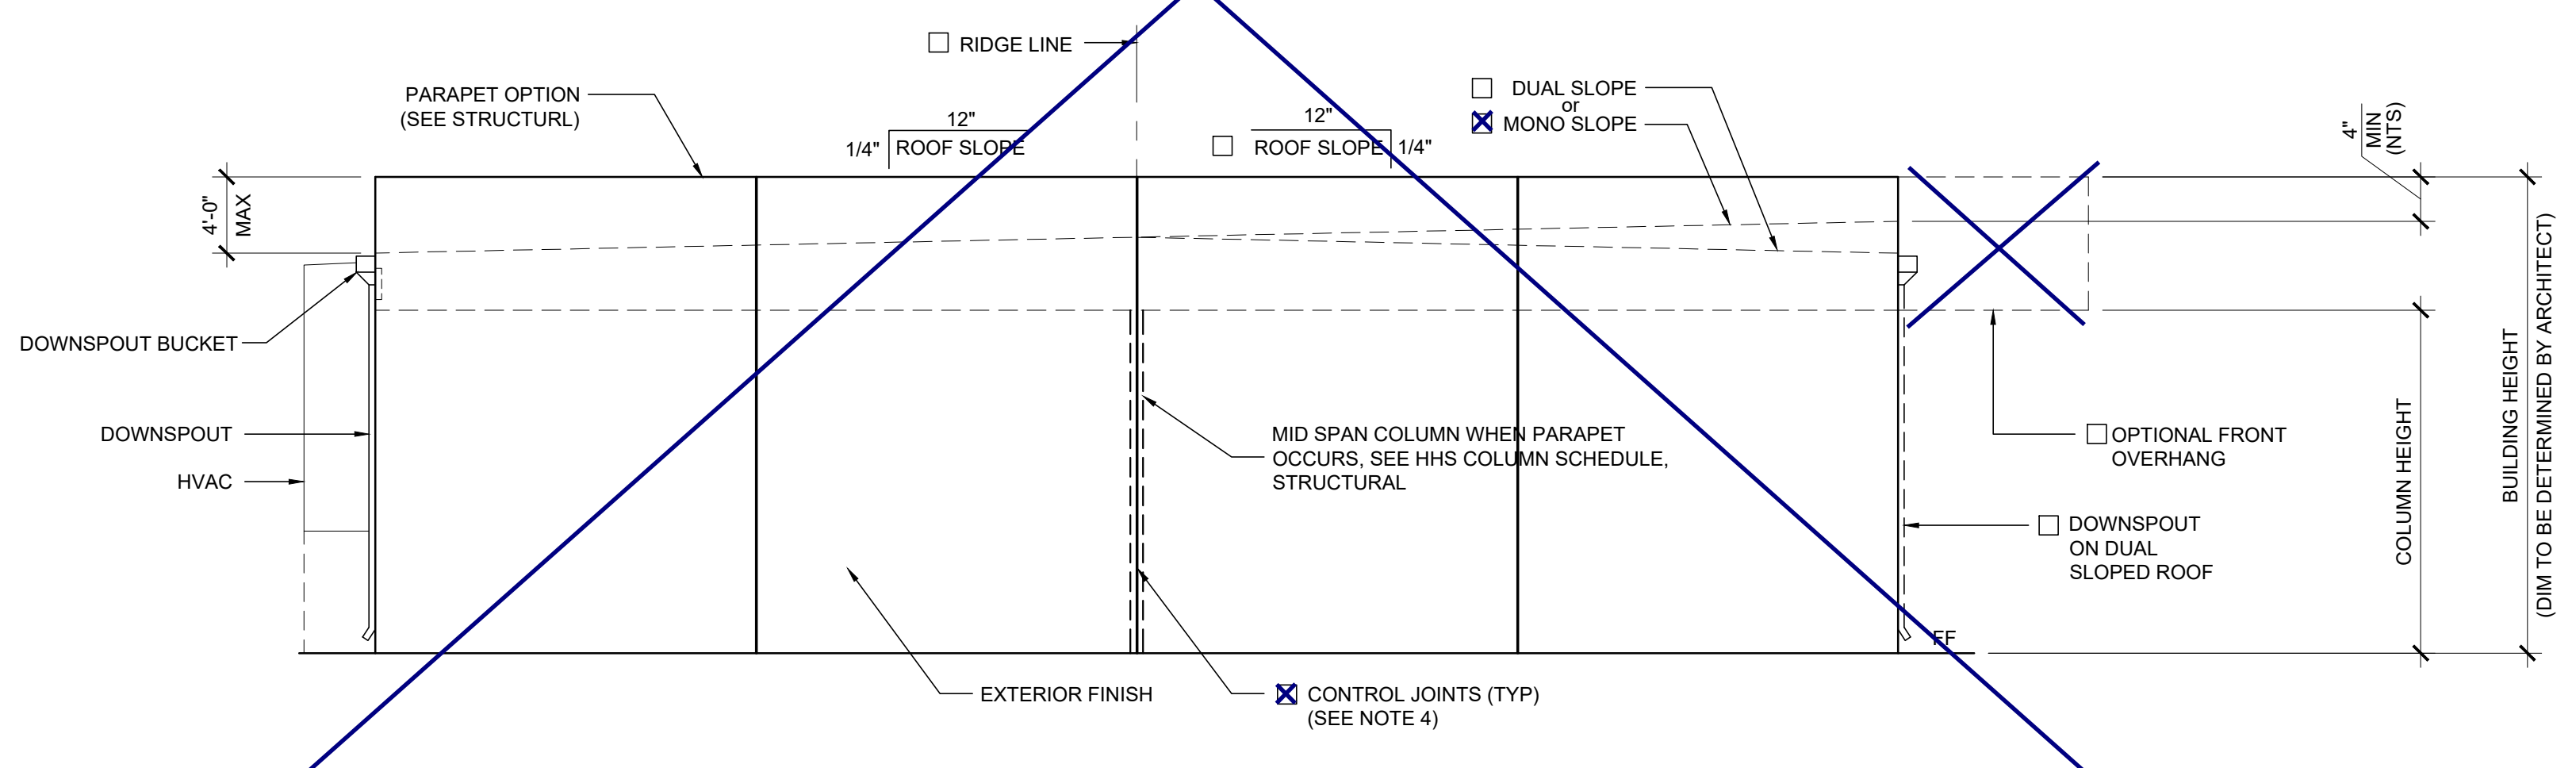 RIDGE LINE
PARAPET OPTION
(SEE STRUCTURL)
12"
1/4"
ROOF SLOPE
12"
ROOF SLOPE
1/4"
DUAL SLOPE
or
MONO SLOPE
4"
MIN
(NTS)
4'-0"
MAX
DOWNSPOUT BUCKET
DOWNSPOUT
HVAC
MID SPAN COLUMN WHEN PARAPET
OCCURS, SEE HHS COLUMN SCHEDULE,
STRUCTURAL
OPTIONAL FRONT
OVERHANG
DOWNSPOUT
ON DUAL
SLOPED ROOF
COLUMN HEIGHT
BUILDING HEIGHT
(DIM TO BE DETERMINED BY ARCHITECT)
FF
EXTERIOR FINISH
CONTROL JOINTS (TYP)
(SEE NOTE 4)